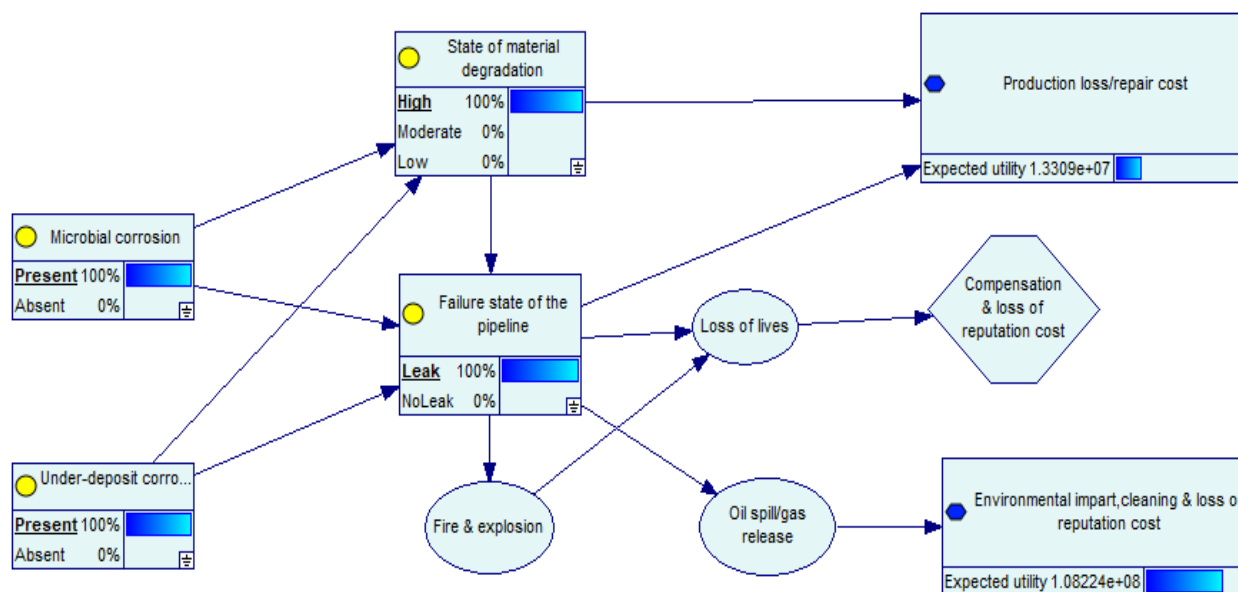 State of material
degradation
High 100%
Moderate 0%
Low 0%
Production loss/repair cost
Expected utility 1.3309e+07
Microbial corrosion
Present 100%
Absent 0%
Failure state of the
pipeline
Leak 100%
NoLeak 0%
Loss of lives
Compensation
& loss of
reputation cost
Under-deposit corro...
Present 100%
Absent 0%
Fire & explosion
Oil spill/gas
release
Environmental impart,cleaning & loss o
reputation cost
Expected utility 1.08224e+08